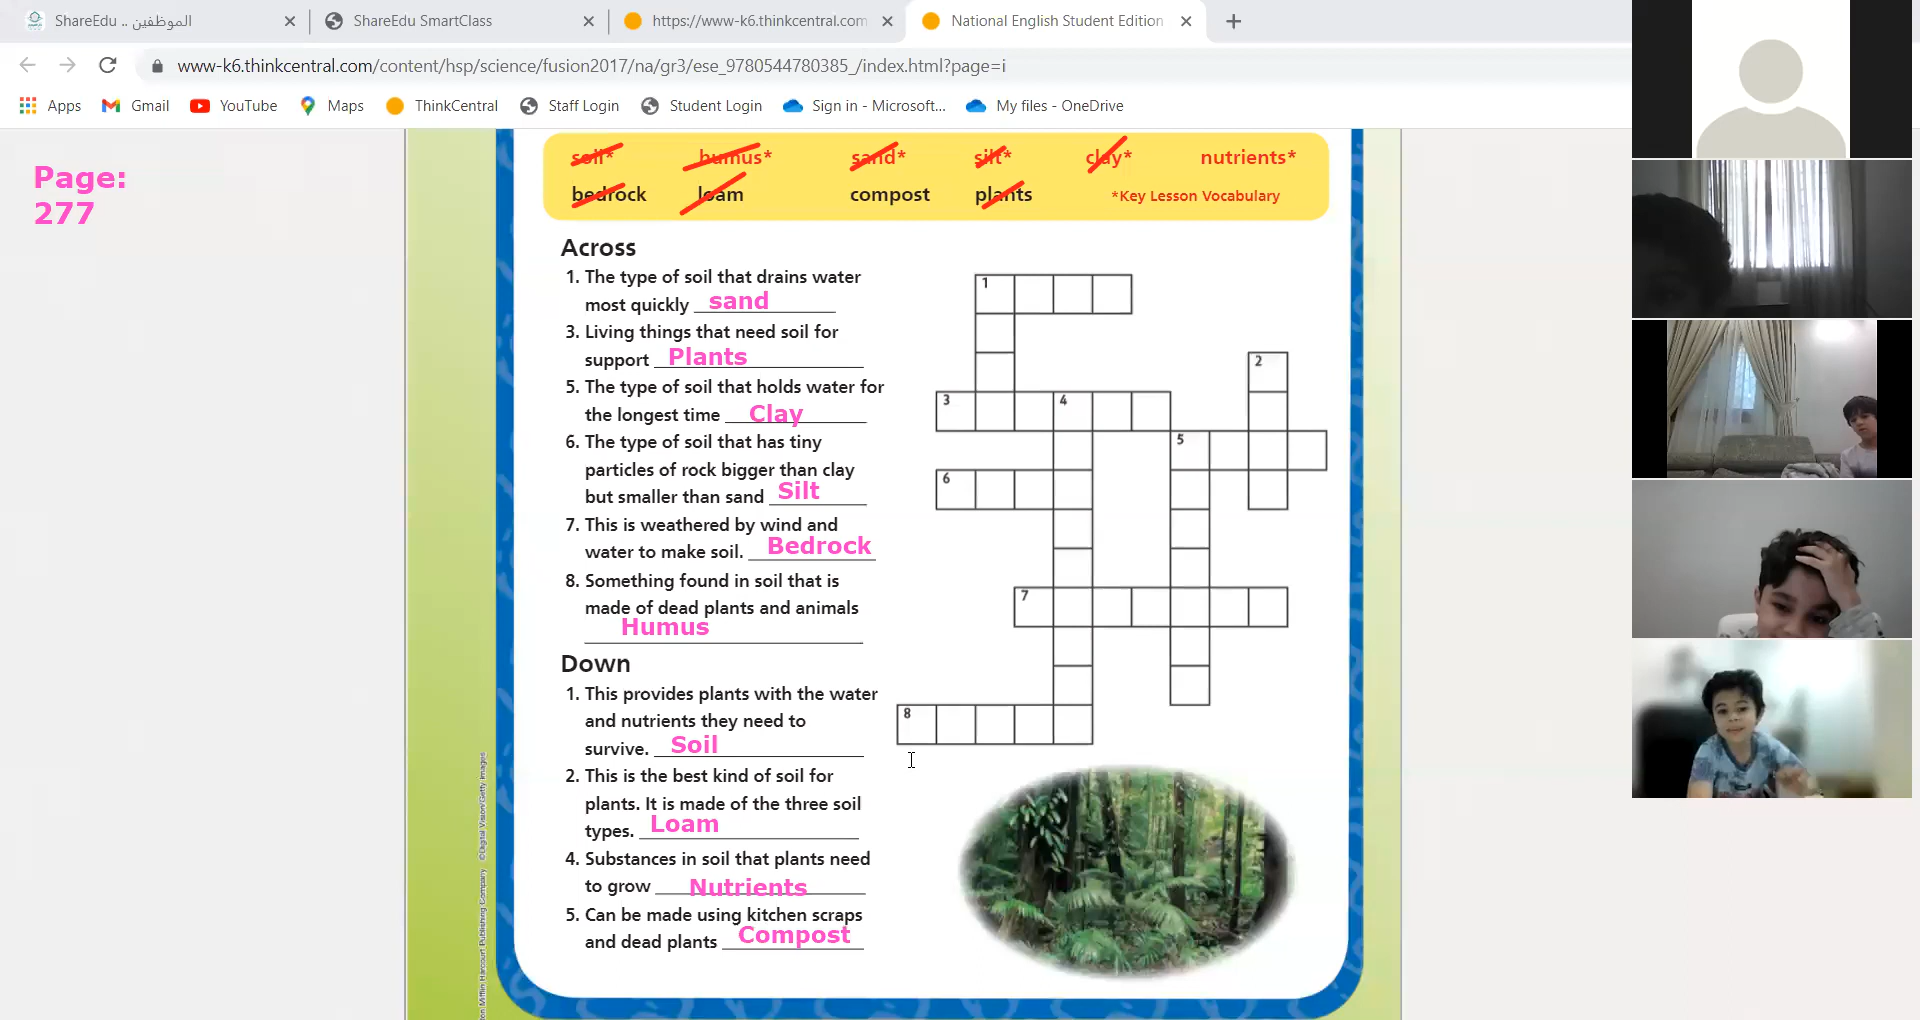 ShareEdu .. الموظفين
ShareEdu SmartClass
https://www-k6.thinkcentral.com
National English Student Edition
www-k6.thinkcentral.com/content/hsp/science/fusion2017/na/gr3/ese_9780544780385_/index.html?page=i
Apps
Gmail
YouTube
Maps
ThinkCentral
Staff Login
Student Login
Sign in - Microsoft...
My files - OneDrive
Page:
277
soil* humus* sand* silt* clay* nutrients*
bedrock loam compost plants *Key Lesson Vocabulary
Across
1. The type of soil that drains water
most quickly sand
3. Living things that need soil for
support Plants
5. The type of soil that holds water for
the longest time Clay
6. The type of soil that has tiny
particles of rock bigger than clay
but smaller than sand Silt
7. This is weathered by wind and
water to make soil. Bedrock
8. Something found in soil that is
made of dead plants and animals
Humus
Down
1. This provides plants with the water
and nutrients they need to
survive. Soil
2. This is the best kind of soil for
plants. It is made of the three soil
types. Loam
4. Substances in soil that plants need
to grow Nutrients
5. Can be made using kitchen scraps
and dead plants Compost
1
2
3 4
5
6
7
8
Mifflin Harcourt Publishing Company ©Digital Vision/Getty Images